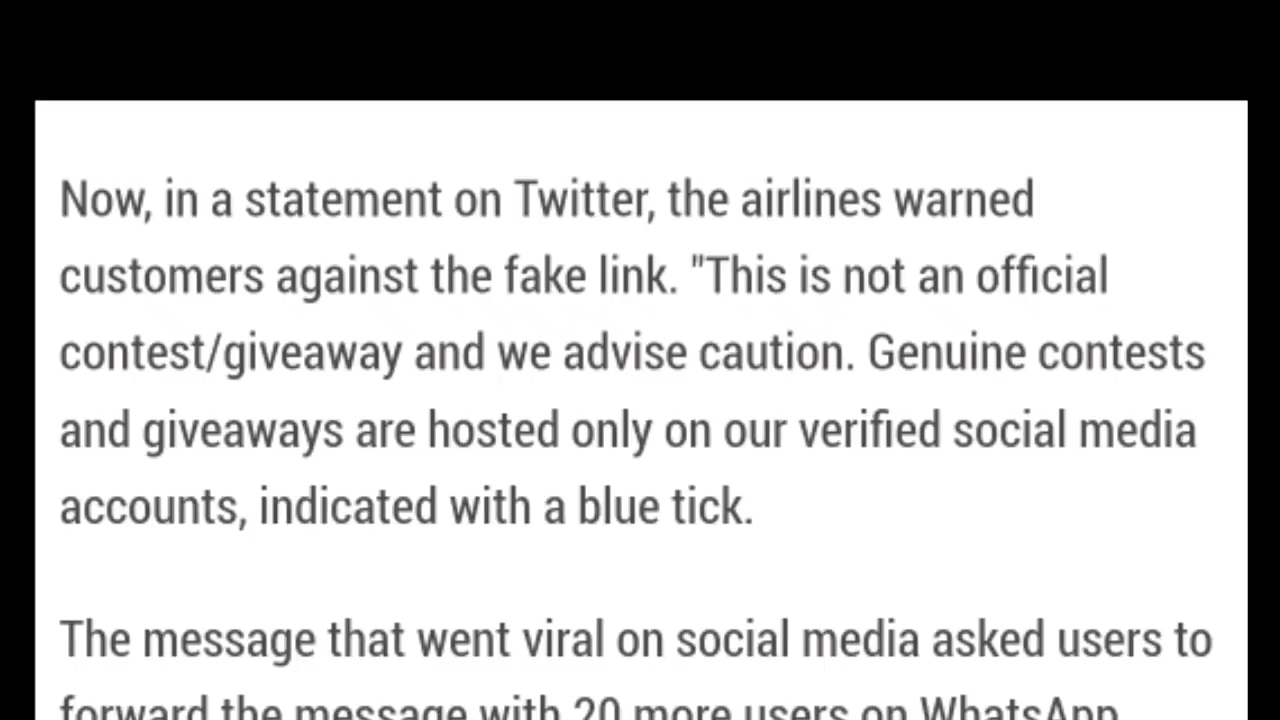 Now, in a statement on Twitter, the airlines warned
customers against the fake link. "This is not an official
contest/giveaway and we advise caution. Genuine contests
and giveaways are hosted only on our verified social media
accounts, indicated with a blue tick.
The message that went viral on social media asked users to
forward the message with 20 more users on WhatsApp